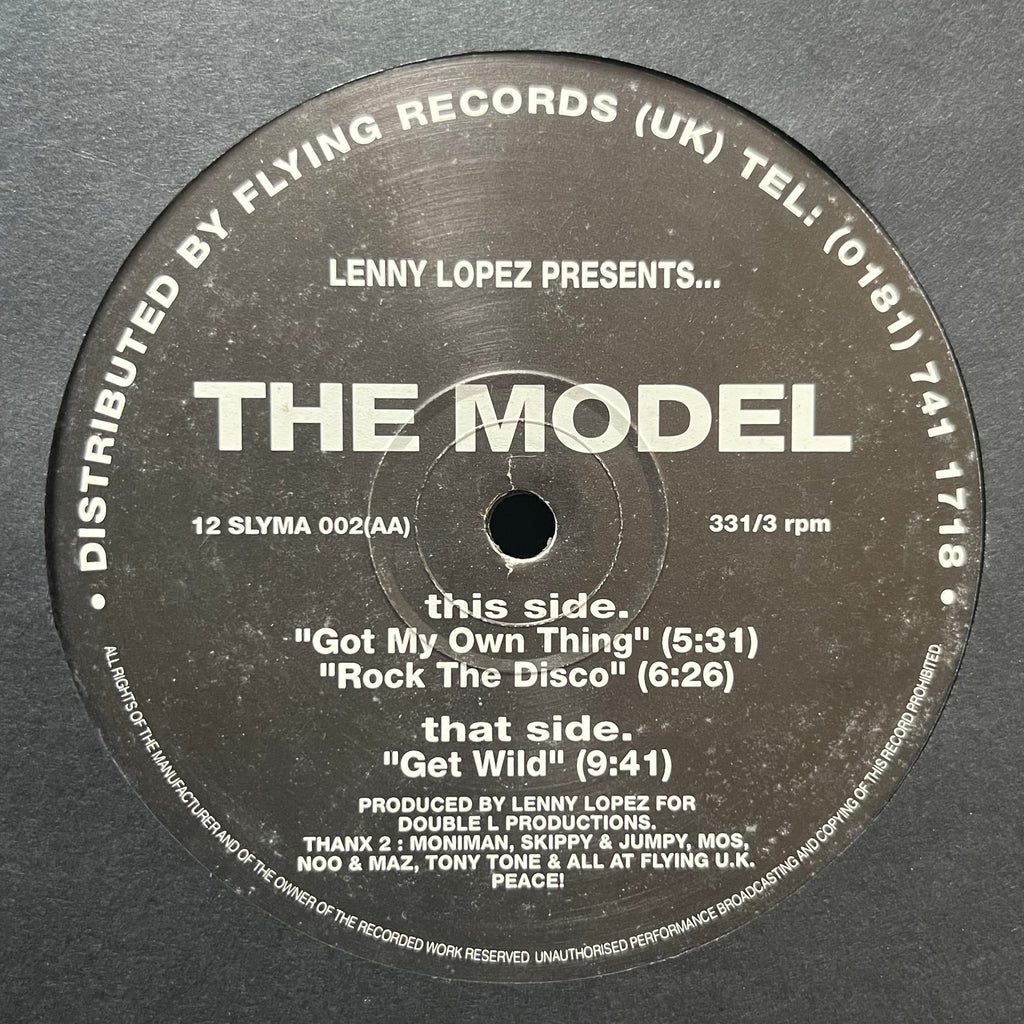 • DISTRIBUTED BY FLYING RECORDS (UK) TEL: (0181) 741 1718 •
LENNY LOPEZ PRESENTS...
THE MODEL
12 SLYMA 002(AA)
331/3 rpm
this side.
"Got My Own Thing" (5:31)
"Rock The Disco" (6:26)
that side.
"Get Wild" (9:41)
PRODUCED BY LENNY LOPEZ FOR
DOUBLE L PRODUCTIONS.
THANX 2 : MONIMAN, SKIPPY & JUMPY, MOS,
NOO & MAZ, TONY TONE & ALL AT FLYING U.K.
PEACE!
ALL RIGHTS OF THE MANUFACTURER AND OF THE OWNER OF THE RECORDED WORK RESERVED UNAUTHORISED PERFORMANCE BROADCASTING AND COPYING OF THIS RECORD PROHIBITED.